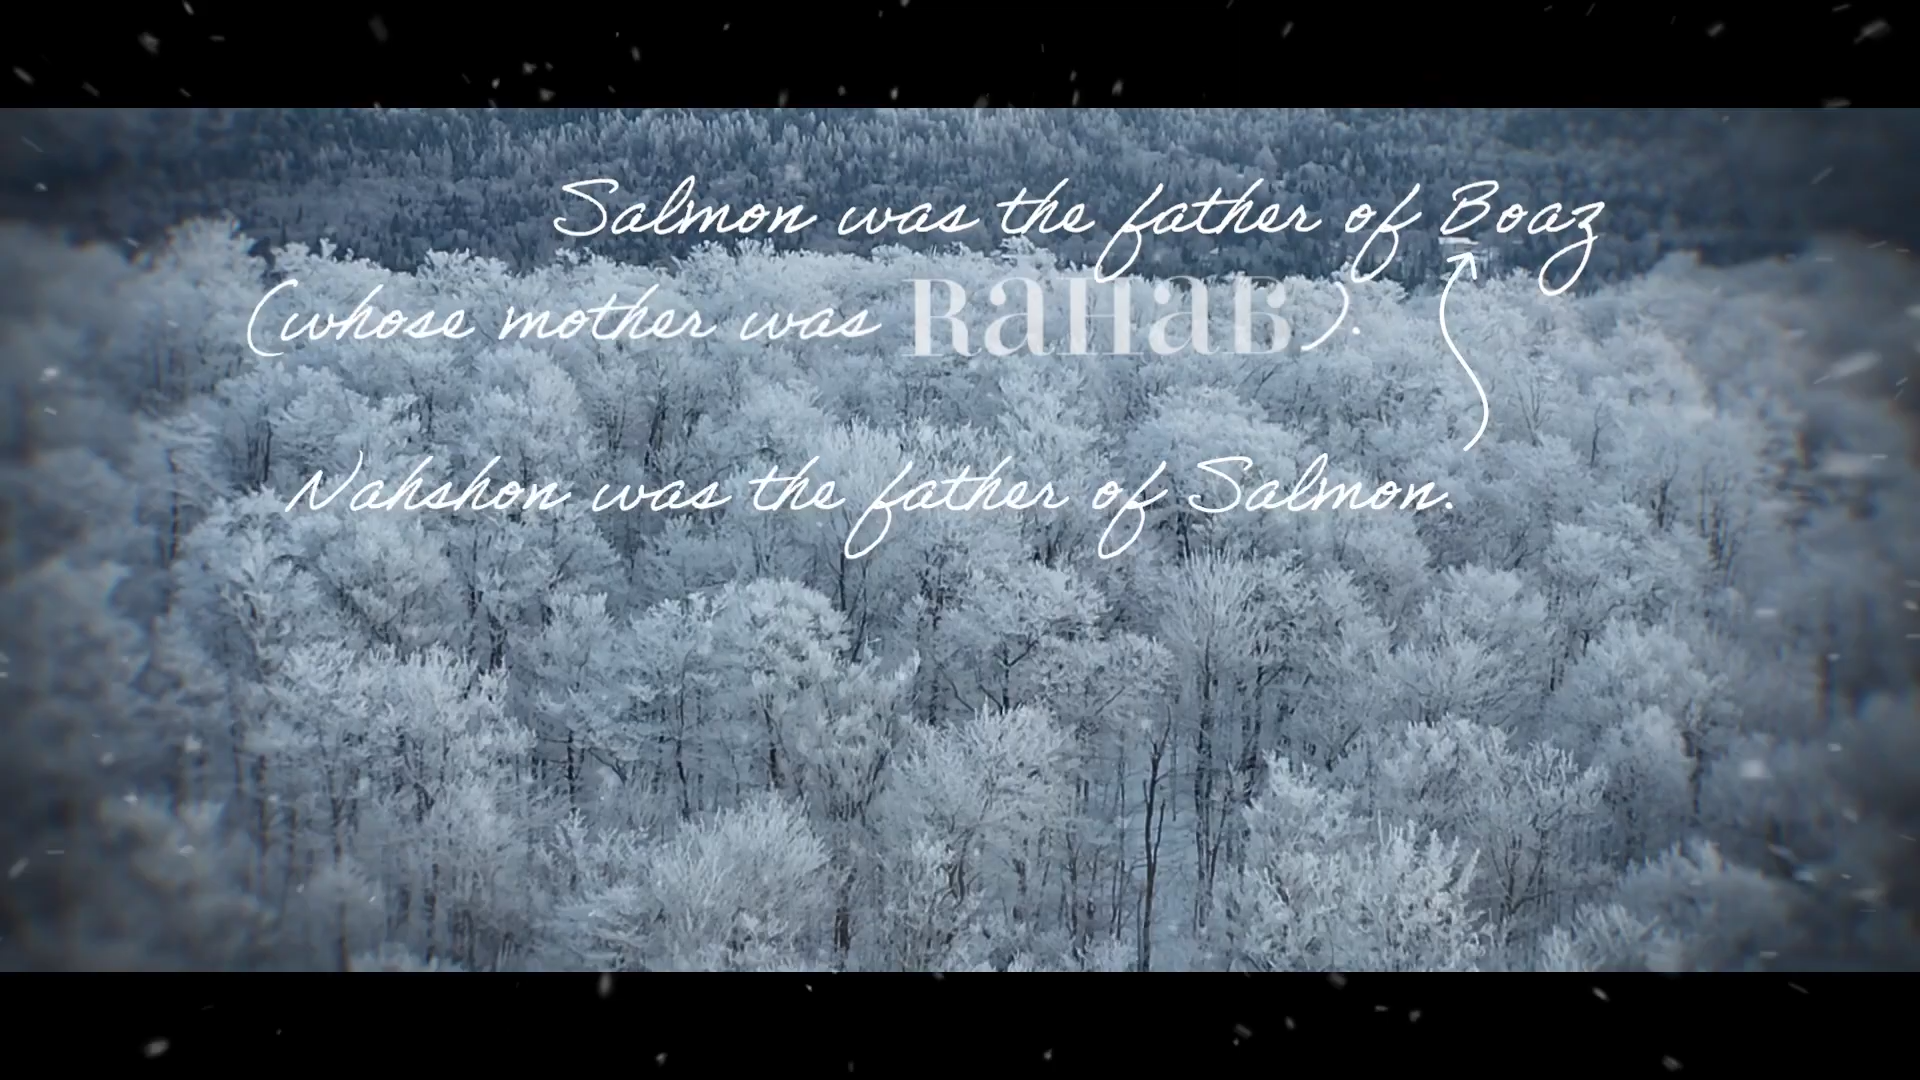 Salmon was the father of Boaz
(whose mother was RaHaB).
Nahshon was the father of Salmon.